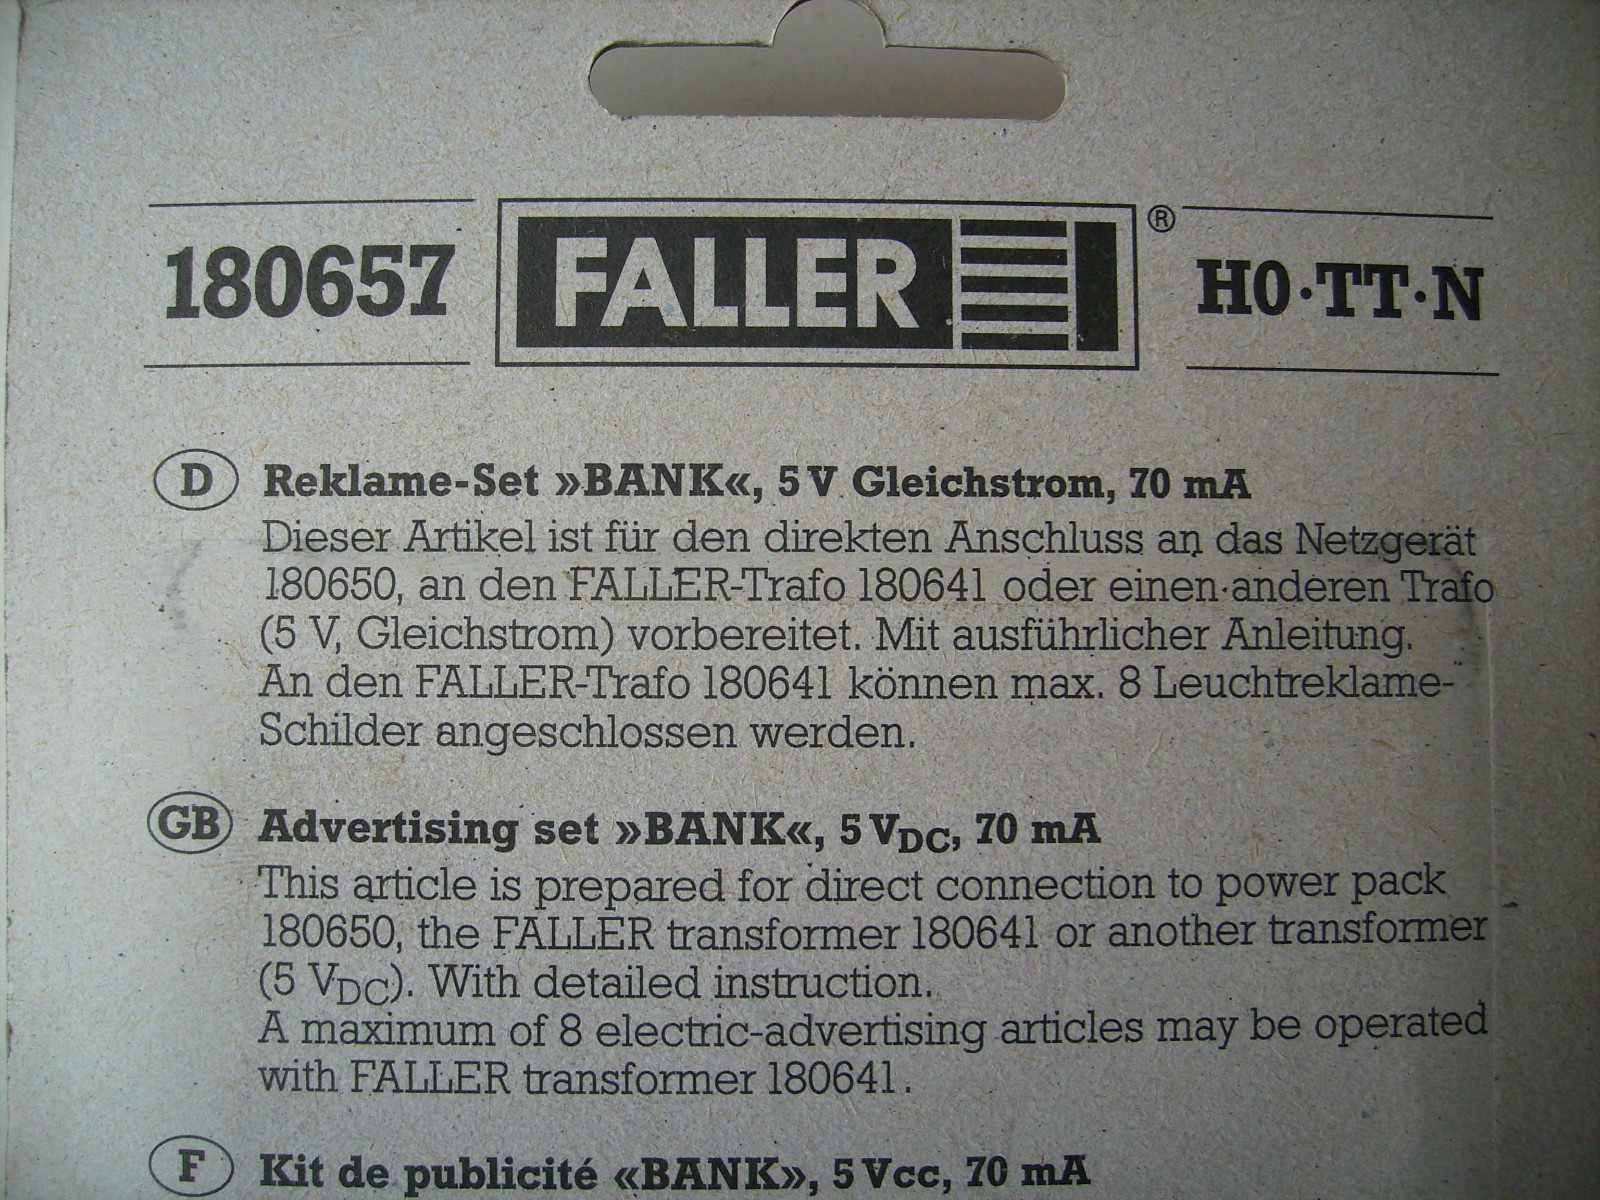 180657 FALLER ® H0·TT·N
D Reklame-Set »BANK«, 5 V Gleichstrom, 70 mA
Dieser Artikel ist für den direkten Anschluss an das Netzgerät
180650, an den FALLER-Trafo 180641 oder einen anderen Trafo
(5 V, Gleichstrom) vorbereitet. Mit ausführlicher Anleitung.
An den FALLER-Trafo 180641 können max. 8 Leuchtreklame-
Schilder angeschlossen werden.
GB Advertising set »BANK«, 5 VDC, 70 mA
This article is prepared for direct connection to power pack
180650, the FALLER transformer 180641 or another transformer
(5 VDC). With detailed instruction.
A maximum of 8 electric-advertising articles may be operated
with FALLER transformer 180641.
F Kit de publicité «BANK», 5 Vcc, 70 mA